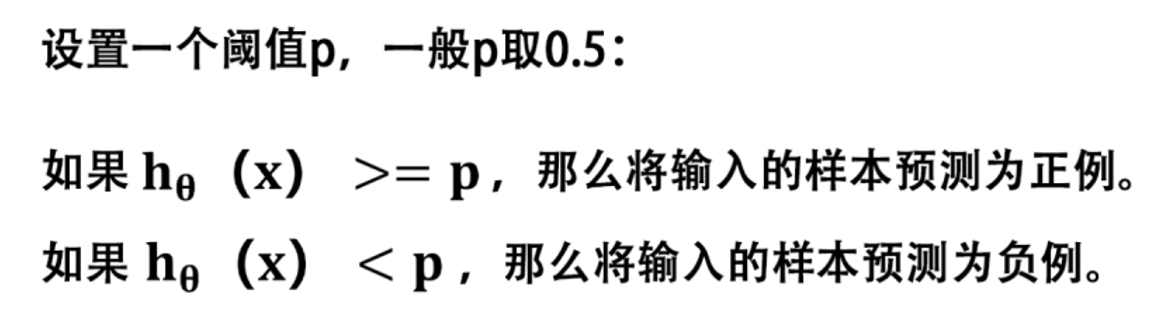 设置一个阈值p，一般p取0.5：
如果 hθ（x） >= p，那么将输入的样本预测为正例。
如果 hθ（x） < p，那么将输入的样本预测为负例。